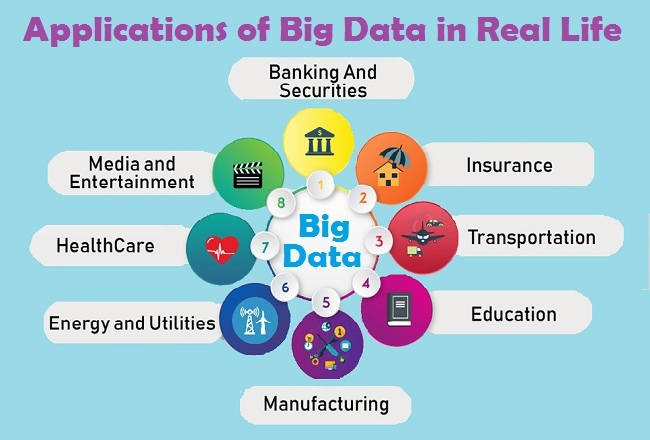 Applications of Big Data in Real Life
Banking And
Securities
Insurance
Transportation
Education
Manufacturing
Energy and Utilities
HealthCare
Media and
Entertainment
Big
Data
1
2
3
4
5
6
7
8